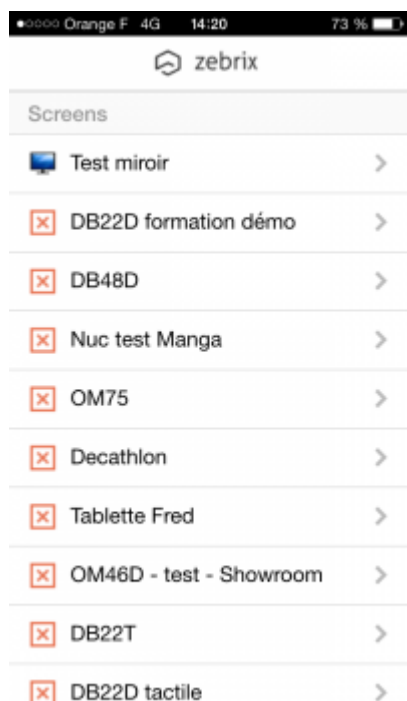 Orange F 4G 14:20 73 %
zebrix
Screens
Test miroir
DB22D formation démo
DB48D
Nuc test Manga
OM75
Decathlon
Tablette Fred
OM46D - test - Showroom
DB22T
DB22D tactile